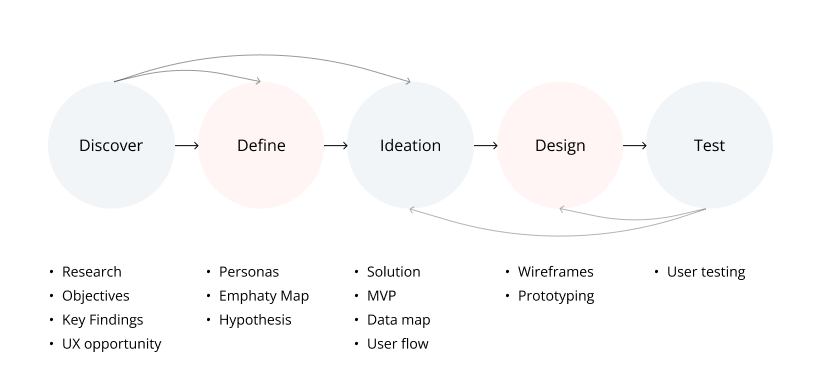 Discover
Define
Ideation
Design
Test
• Research
• Objectives
• Key Findings
• UX opportunity
• Personas
• Emphaty Map
• Hypothesis
• Solution
• MVP
• Data map
• User flow
• Wireframes
• Prototyping
• User testing